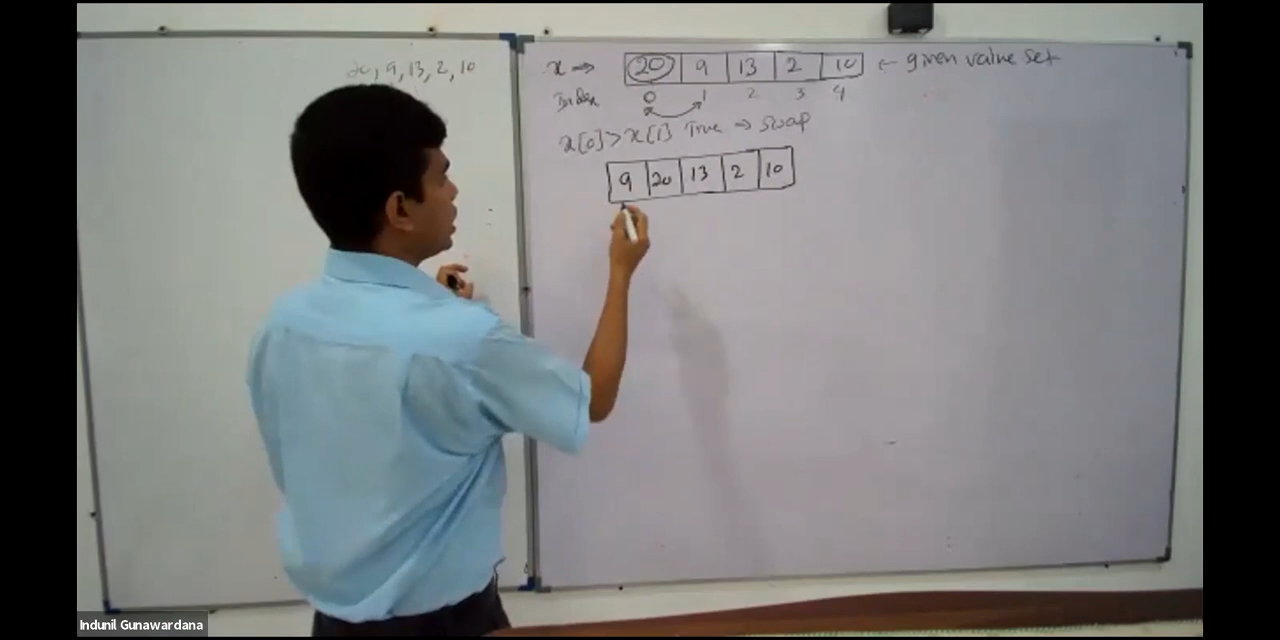 20, 9, 13, 2, 10
x ⇒ 20 9 13 2 10 ← given value set
Index 0 1 2 3 4
x[0] > x[1] True ⇒ swap
9 20 13 2 10
Indunil Gunawardana